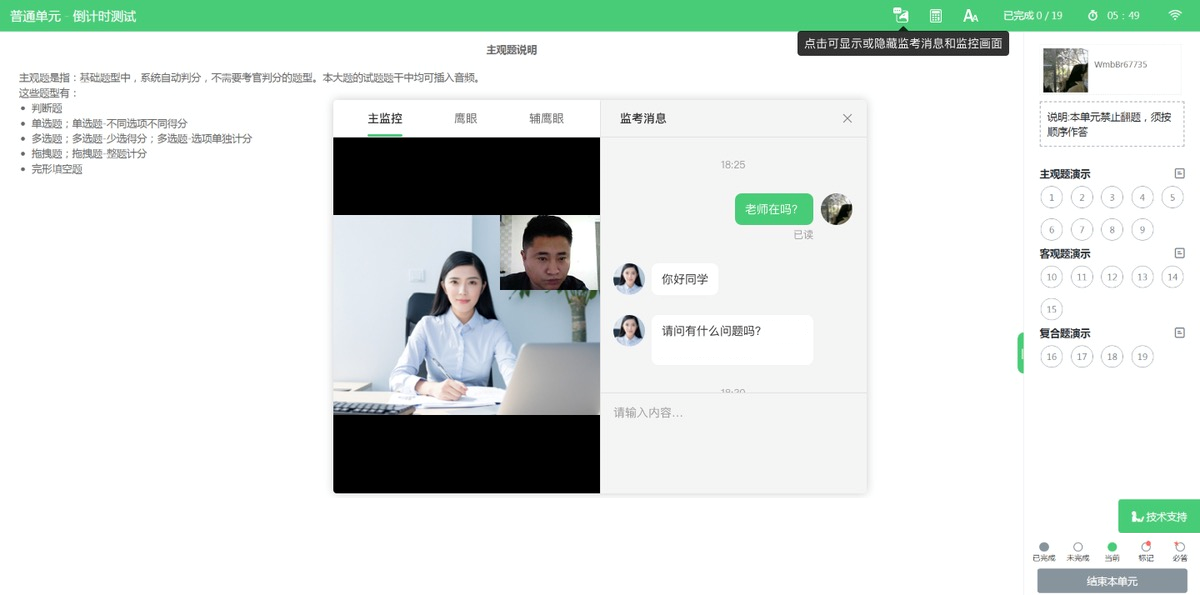 普通单元 - 倒计时测试
已完成 0 / 19
05 : 49
点击可显示或隐藏监考消息和监控画面
主观题说明
主观题是指：基础题型中，系统自动判分，不需要考官判分的题型。本大题的试题题干中均可插入音频。
这些题型有：
判断题
单选题；单选题-不同选项不同得分
多选题；多选题-少选得分；多选题-选项单独计分
拖拽题；拖拽题-整题计分
完形填空题
主监控
鹰眼
辅鹰眼
监考消息
18:25
老师在吗?
已读
你好同学
请问有什么问题吗?
18:30
请输入内容...
WmbBr67735
说明:本单元禁止翻题，须按
顺序作答
主观题演示
1 2 3 4 5
6 7 8 9
客观题演示
10 11 12 13 14
15
复合题演示
16 17 18 19
技术支持
已完成 未完成 当前 标记 必答
结束本单元